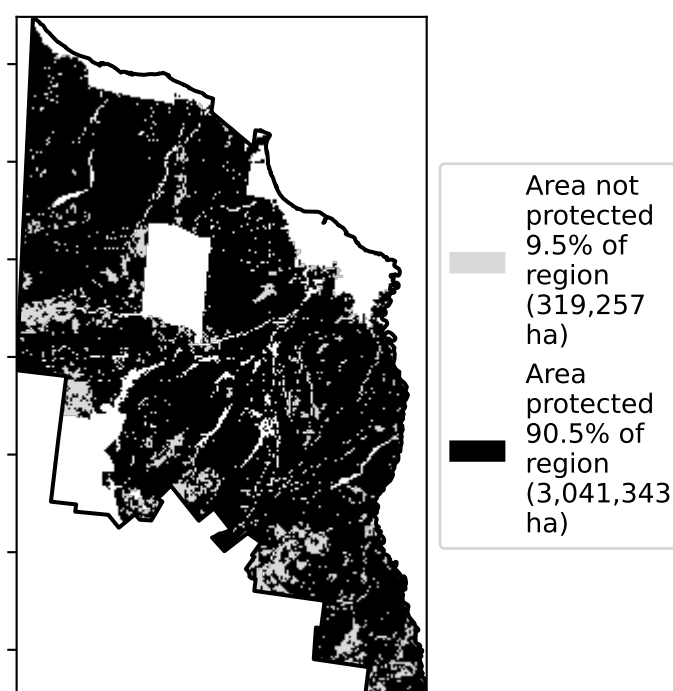 Area not
protected
9.5% of
region
(319,257
ha)
Area
protected
90.5% of
region
(3,041,343
ha)